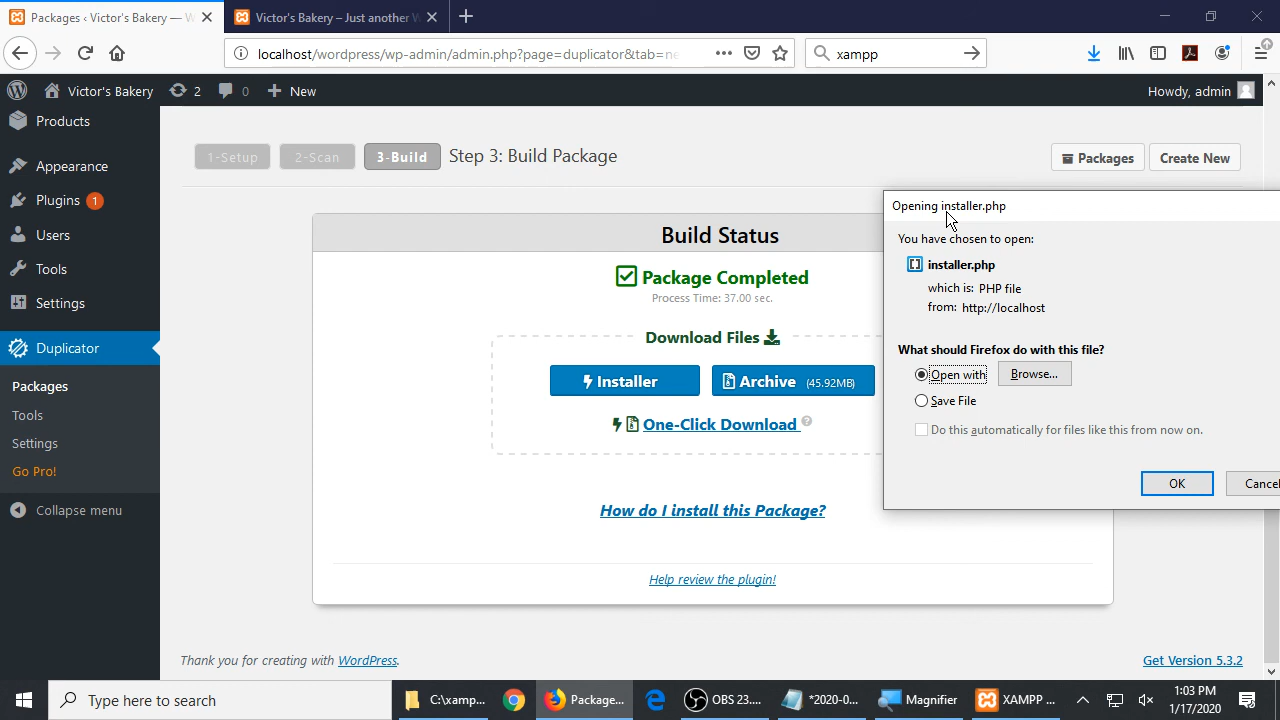 Packages ‹ Victor's Bakery — W
Victor's Bakery – Just another W
localhost/wordpress/wp-admin/admin.php?page=duplicator&tab=ne
xampp
Victor's Bakery
2
0
New
Howdy, admin
Products
Appearance
Plugins 1
Users
Tools
Settings
Duplicator
Packages
Tools
Settings
Go Pro!
Collapse menu
1-Setup
2-Scan
3-Build
Step 3: Build Package
Packages
Create New
Build Status
Package Completed
Process Time: 37.00 sec.
Download Files
Installer
Archive (45.92MB)
One-Click Download ?
How do I install this Package?
Help review the plugin!
Thank you for creating with WordPress.
Get Version 5.3.2
Opening installer.php
You have chosen to open:
installer.php
which is: PHP file
from: http://localhost
What should Firefox do with this file?
Open with
Browse...
Save File
Do this automatically for files like this from now on.
OK
Cancel
Type here to search
C:\xamp...
Package...
OBS 23....
*2020-0...
Magnifier
XAMPP ...
1:03 PM
1/17/2020